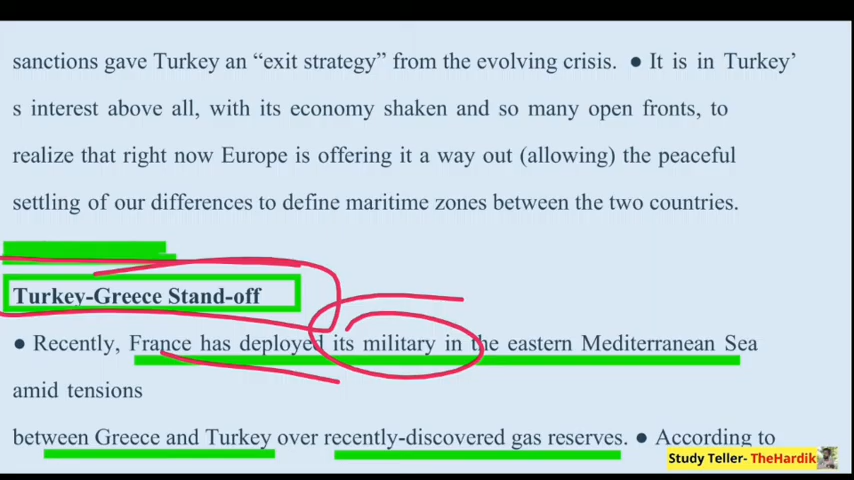 sanctions gave Turkey an “exit strategy” from the evolving crisis. ● It is in Turkey’
s interest above all, with its economy shaken and so many open fronts, to
realize that right now Europe is offering it a way out (allowing) the peaceful
settling of our differences to define maritime zones between the two countries.
Turkey-Greece Stand-off
● Recently, France has deployed its military in the eastern Mediterranean Sea
amid tensions
between Greece and Turkey over recently-discovered gas reserves. ● According to
Study Teller- TheHardik